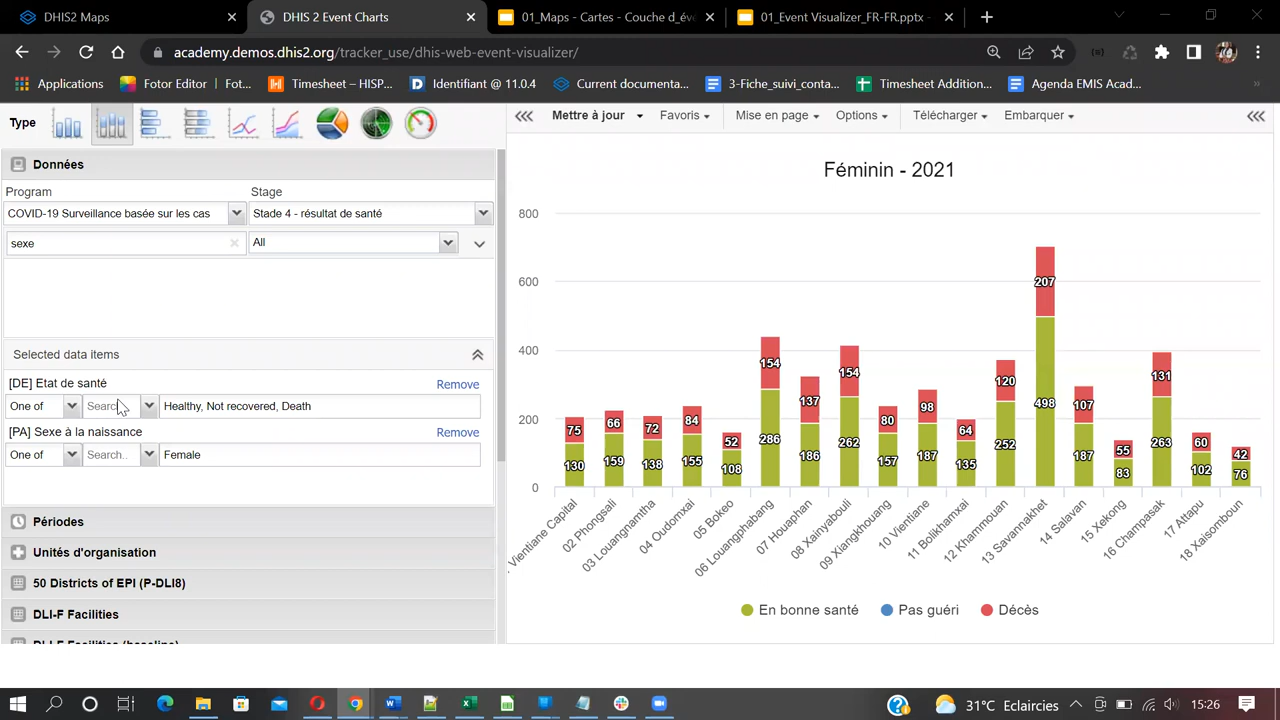 DHIS2 Maps
DHIS 2 Event Charts
01_Maps - Cartes - Couche d_év
01_Event Visualizer_FR-FR.pptx -
academy.demos.dhis2.org/tracker_use/dhis-web-event-visualizer/
Applications
Fotor Editor | Fot...
Timesheet – HISP...
Identifiant @ 11.0.4
Current documenta...
3-Fiche_suivi_conta...
Timesheet Addition...
Agenda EMIS Acad...
Type
Mettre à jour
Favoris
Mise en page
Options
Télécharger
Embarquer
Données
Program
Stage
COVID-19 Surveillance basée sur les cas
Stade 4 - résultat de santé
sexe
All
Selected data items
[DE] Etat de santé
Remove
One of
Search
Healthy, Not recovered, Death
[PA] Sexe à la naissance
Remove
One of
Search..
Female
Périodes
Unités d'organisation
50 Districts of EPI (P-DLI8)
DLI-F Facilities
DLI-F Facilities (baseline)
Féminin - 2021
800
600
400
200
0
75
66
72
84
52
154
137
154
80
98
64
120
207
107
55
131
60
42
130
159
138
155
108
286
186
262
157
187
135
252
498
187
83
263
102
76
Vientiane Capital
02 Phongsali
03 Louangnamtha
04 Oudomxai
05 Bokeo
06 Louangphabang
07 Houaphan
08 Xainyabouli
09 Xiangkhouang
10 Vientiane
11 Bolikhamxai
12 Khammouan
13 Savannakhet
14 Salavan
15 Xekong
16 Champasak
17 Attapu
18 Xaisomboun
En bonne santé
Pas guéri
Décès
31°C Eclaircies
15:26